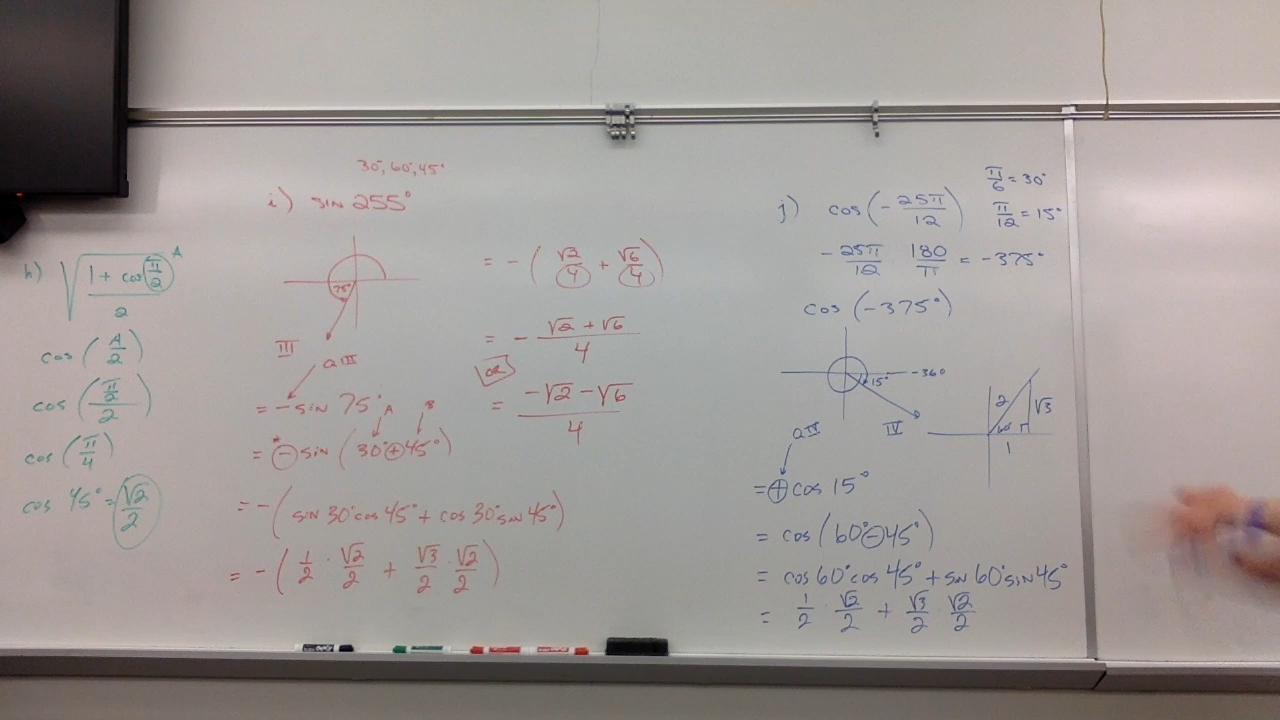 h) √((1 + cos(π/2))/2) A
cos(A/2)
cos((π/2)/2)
cos(π/4)
cos 45° = √2/2
30°, 60°, 45°
i) sin 255°
75°
III
QIII
= -sin 75°
A B
= -sin(30° + 45°)
= -(sin 30° cos 45° + cos 30° sin 45°)
= -(1/2 · √2/2 + √3/2 · √2/2)
= -(√2/4 + √6/4)
= - (√2 + √6)/4
OR
= (-√2 - √6)/4
j) cos(-25π/12)
π/6 = 30°
π/12 = 15°
-25π/12 180/π = -375°
cos(-375°)
-360
15°
QIV
IV
2
√3
60°
1
= + cos 15°
= cos(60° - 45°)
= cos 60° cos 45° + sin 60° sin 45°
= 1/2 · √2/2 + √3/2 · √2/2